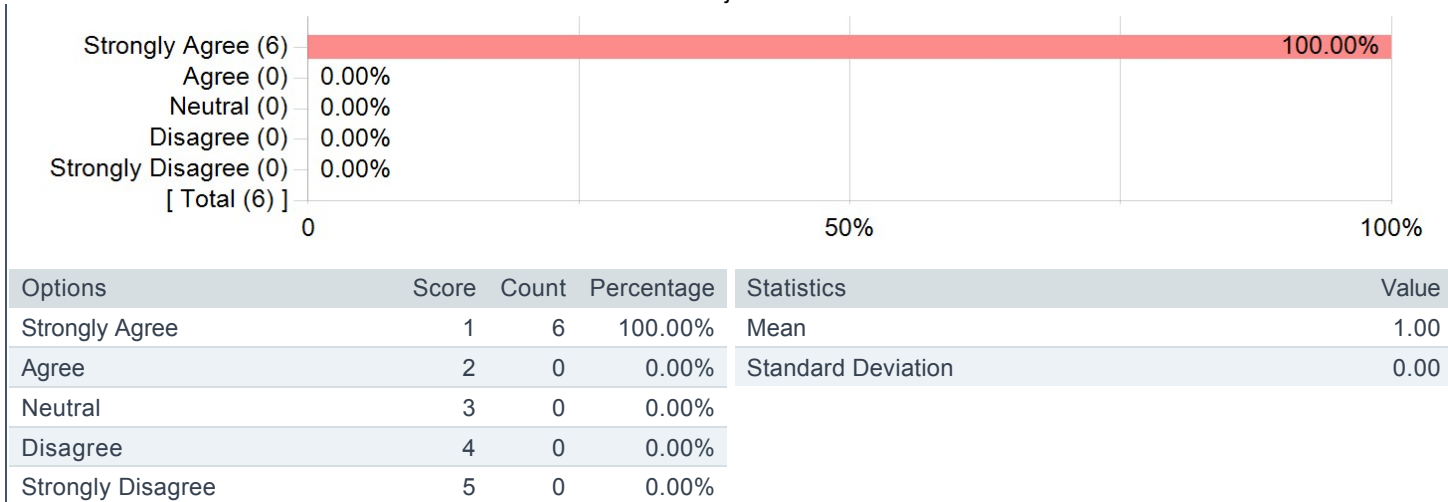 Strongly Agree (6) 100.00%
Agree (0) 0.00%
Neutral (0) 0.00%
Disagree (0) 0.00%
Strongly Disagree (0) 0.00%
[ Total (6) ]
0 50% 100%
Options Score Count Percentage
Strongly Agree 1 6 100.00%
Agree 2 0 0.00%
Neutral 3 0 0.00%
Disagree 4 0 0.00%
Strongly Disagree 5 0 0.00%
Statistics Value
Mean 1.00
Standard Deviation 0.00